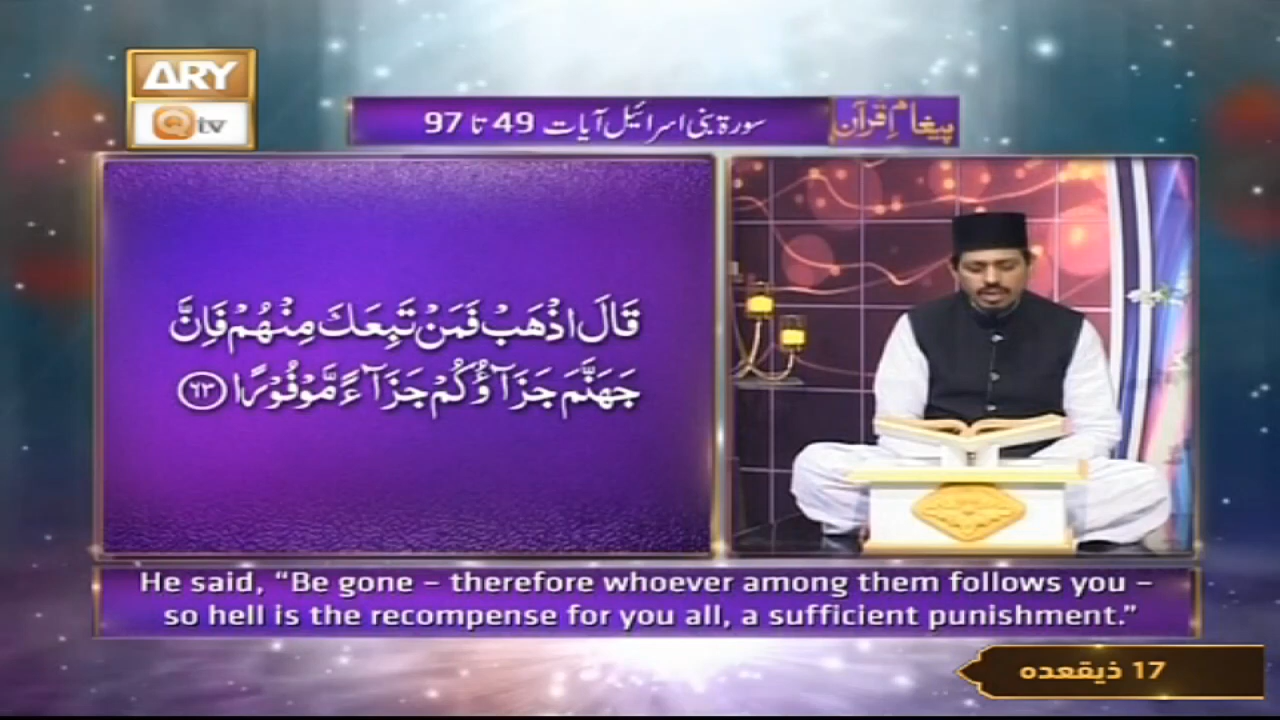 ARY
Qtv
سورۃ بنی اسرائیل آیات 49 تا 97
پیغامِ قرآن
قَالَ اذْهَبْ فَمَنْ تَبِعَكَ مِنْهُمْ فَاِنَّ
جَهَنَّمَ جَزَآؤُكُمْ جَزَآءً مَّوْفُوْرًا ﴿٦٣﴾
He said, “Be gone – therefore whoever among them follows you –
so hell is the recompense for you all, a sufficient punishment.”
17 ذیقعدہ